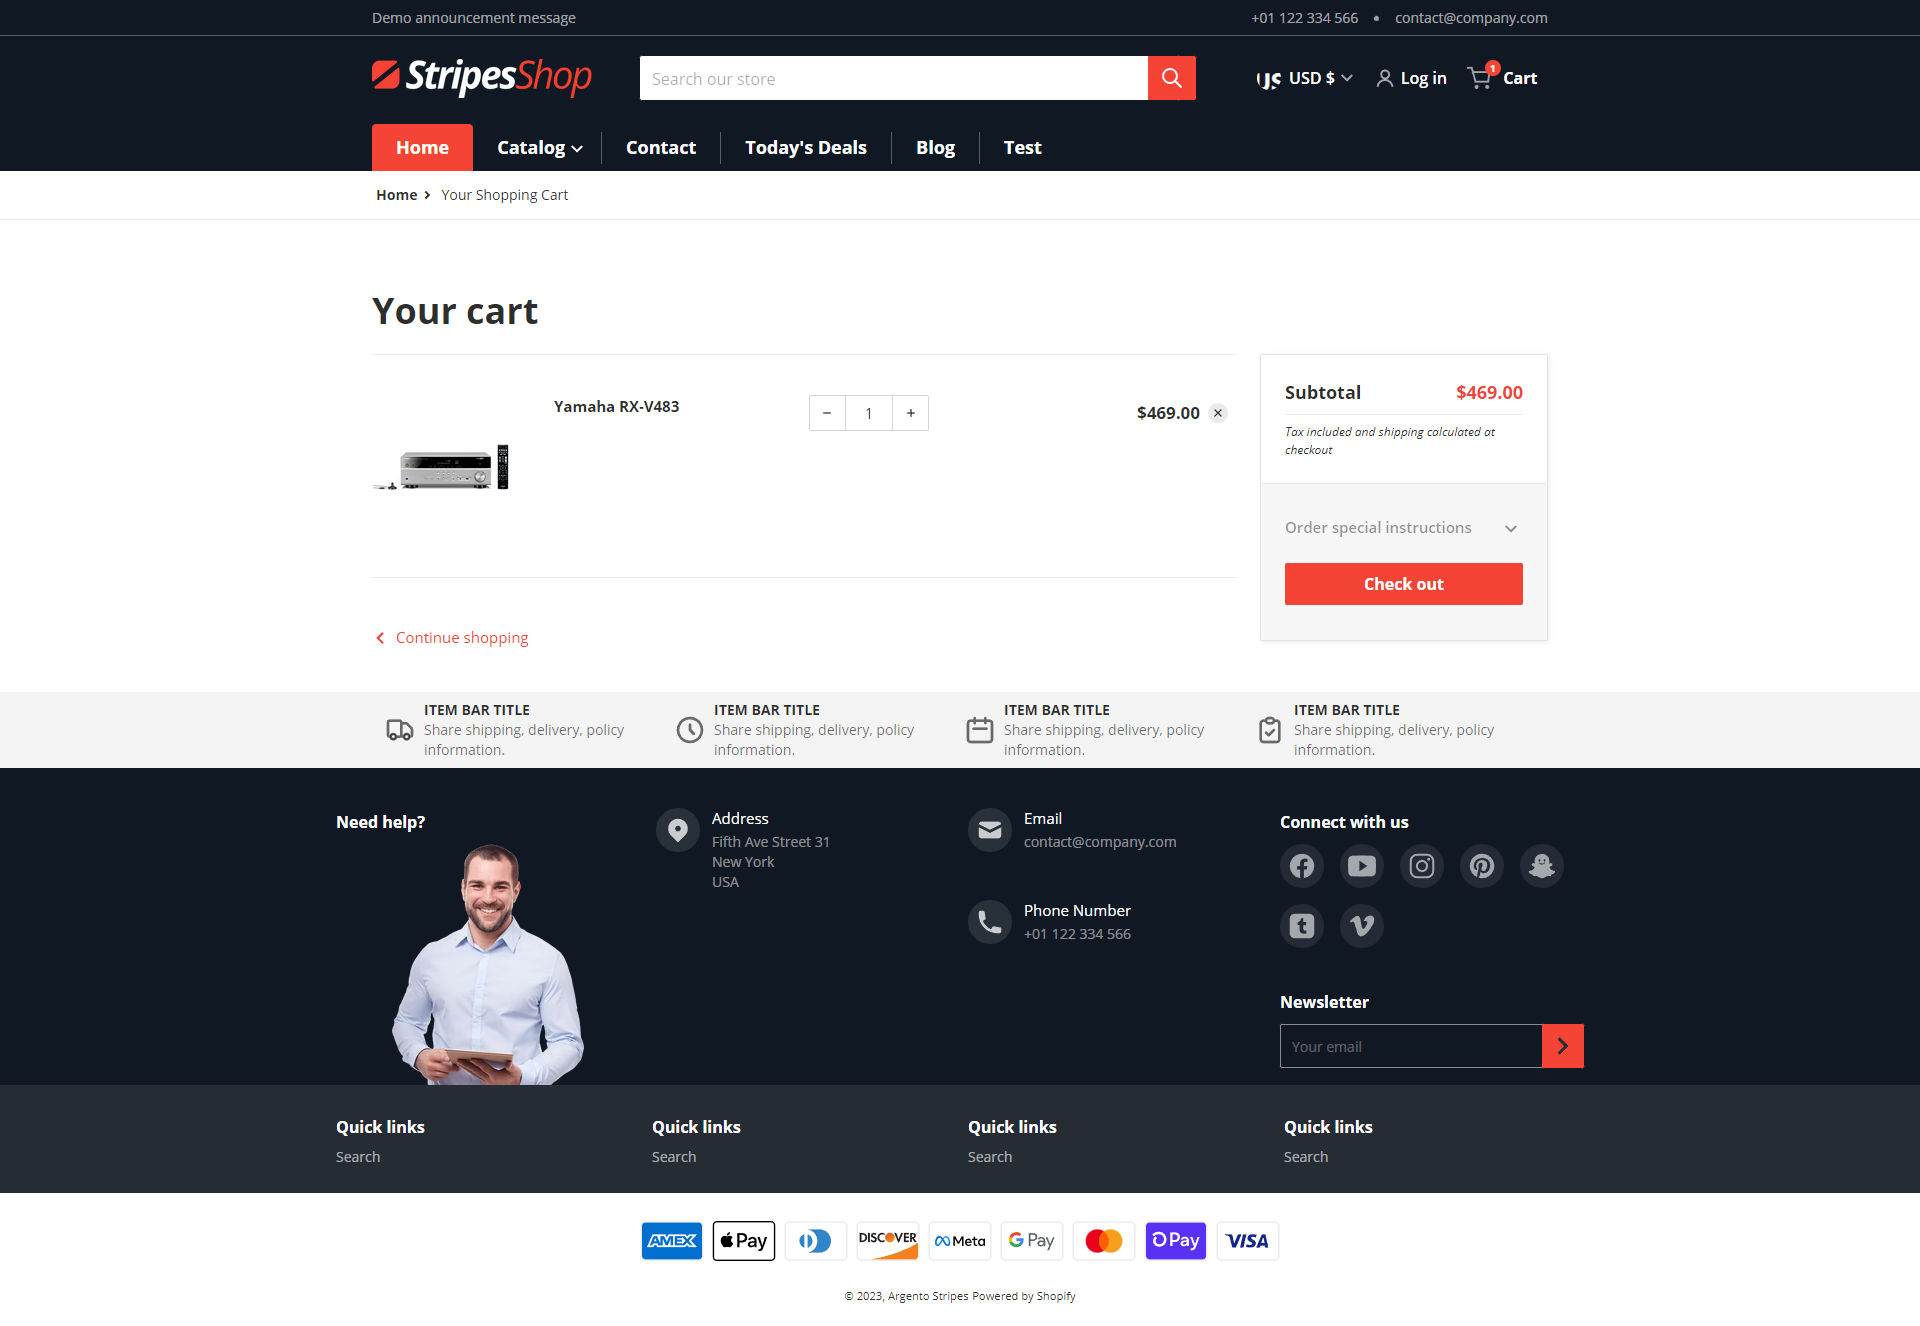 Demo announcement message
+01 122 334 566 • contact@company.com
StripesShop
Search our store
USD $
Log in
1
Cart
Home
Catalog
Contact
Today's Deals
Blog
Test
Home
Your Shopping Cart
Your cart
Yamaha RX-V483
1
$469.00
Subtotal
$469.00
Tax included and shipping calculated at
checkout
Order special instructions
Check out
Continue shopping
ITEM BAR TITLE
Share shipping, delivery, policy
information.
ITEM BAR TITLE
Share shipping, delivery, policy
information.
ITEM BAR TITLE
Share shipping, delivery, policy
information.
ITEM BAR TITLE
Share shipping, delivery, policy
information.
Need help?
Address
Fifth Ave Street 31
New York
USA
Email
contact@company.com
Phone Number
+01 122 334 566
Connect with us
Newsletter
Your email
Quick links
Search
Quick links
Search
Quick links
Search
Quick links
Search
AMEX
Pay
DISCOVER
Meta
G Pay
Pay
VISA
© 2023, Argento Stripes Powered by Shopify